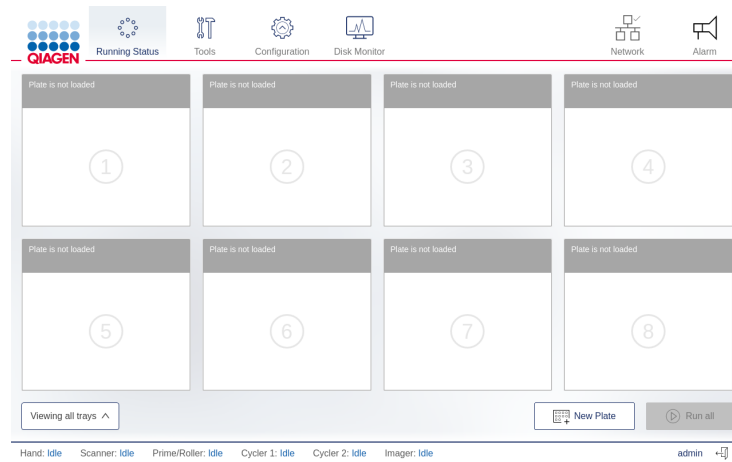 QIAGEN
Running Status
Tools
Configuration
Disk Monitor
Network
Alarm
Plate is not loaded
Plate is not loaded
Plate is not loaded
Plate is not loaded
1
2
3
4
Plate is not loaded
Plate is not loaded
Plate is not loaded
Plate is not loaded
5
6
7
8
Viewing all trays
New Plate
Run all
Hand: Idle Scanner: Idle Prime/Roller: Idle Cycler 1: Idle Cycler 2: Idle Imager: Idle admin